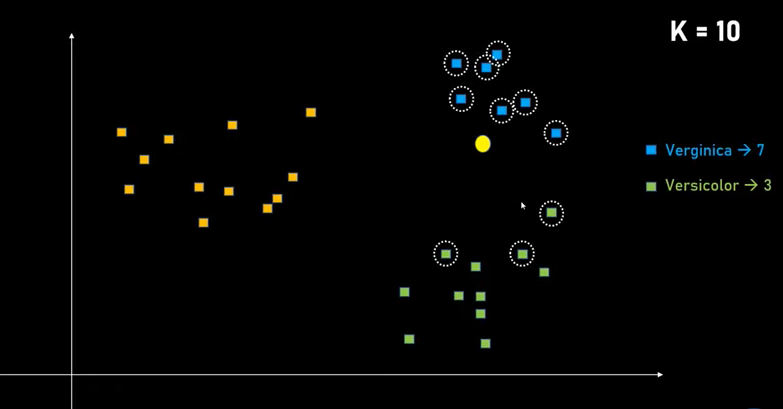 K = 10
Verginica → 7
Versicolor → 3